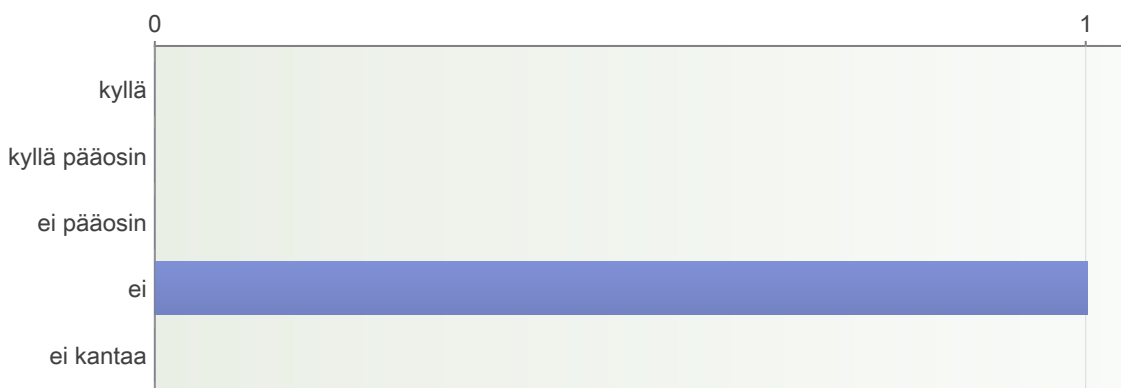 0 1
kyllä
kyllä pääosin
ei pääosin
ei
ei kantaa